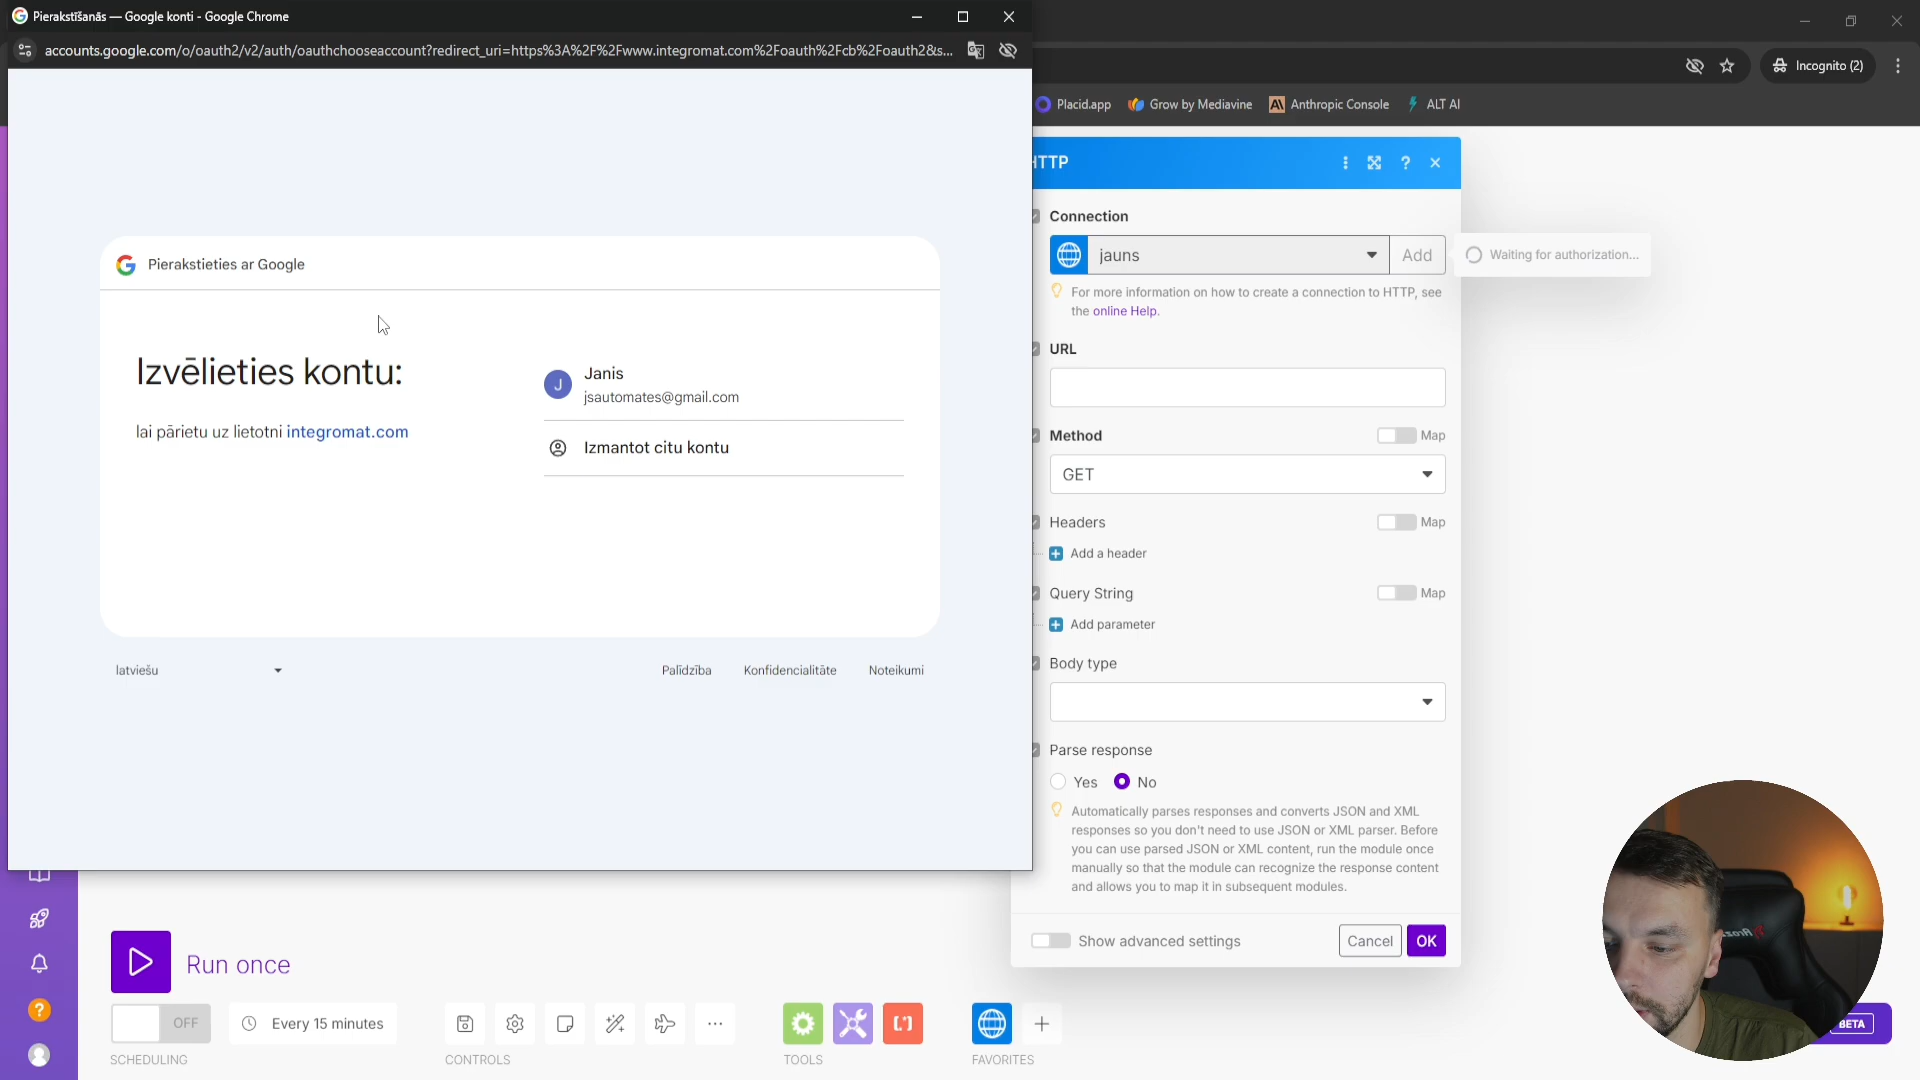 Pierakstīšanās — Google konti - Google Chrome
accounts.google.com/o/oauth2/v2/auth/oauthchooseaccount?redirect_uri=https%3A%2F%2Fwww.integromat.com%2Foauth%2Fcb%2Foauth2&s...
Incognito (2)
Placid.app
Grow by Mediavine
Anthropic Console
ALT AI
Pierakstieties ar Google
Izvēlieties kontu:
lai pārietu uz lietotni integromat.com
J
Janis
jsautomates@gmail.com
Izmantot citu kontu
latviešu
Palīdzība
Konfidencialitāte
Noteikumi
HTTP
?
Connection
jauns
Add
Waiting for authorization...
For more information on how to create a connection to HTTP, see
the online Help.
URL
Method
Map
GET
Headers
Map
Add a header
Query String
Map
Add parameter
Body type
Parse response
Yes
No
Automatically parses responses and converts JSON and XML
responses so you don't need to use JSON or XML parser. Before
you can use parsed JSON or XML content, run the module once
manually so that the module can recognize the response content
and allows you to map it in subsequent modules.
Show advanced settings
Cancel
OK
Run once
OFF
Every 15 minutes
SCHEDULING
CONTROLS
TOOLS
FAVORITES
BETA